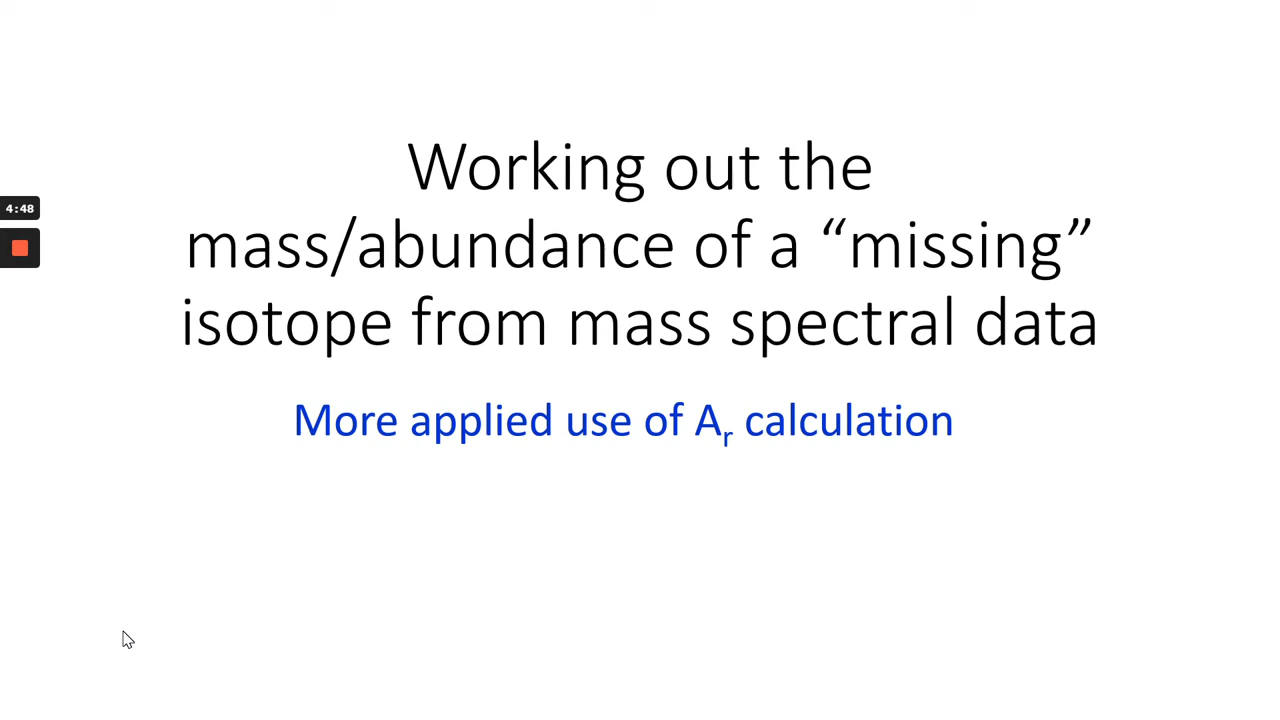 Working out the
mass/abundance of a “missing”
isotope from mass spectral data
More applied use of Ar calculation
4:48